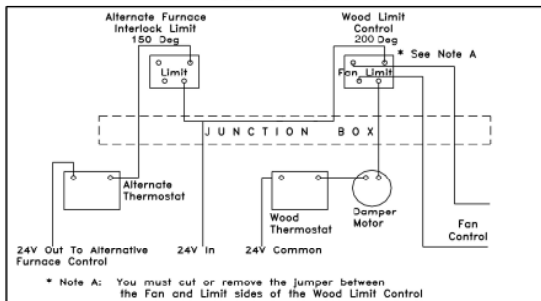 Alternate Furnace
Interlock Limit
150 Deg
Wood Limit
Control
200 Deg
* See Note A
Limit
Fan Limit
JUNCTION BOX
Alternate
Thermostat
Wood
Thermostat
Damper
Motor
Fan
Control
24V Out To Alternative
Furnace Control
24V In
24V Common
* Note A: You must cut or remove the jumper between
the Fan and Limit sides of the Wood Limit Control